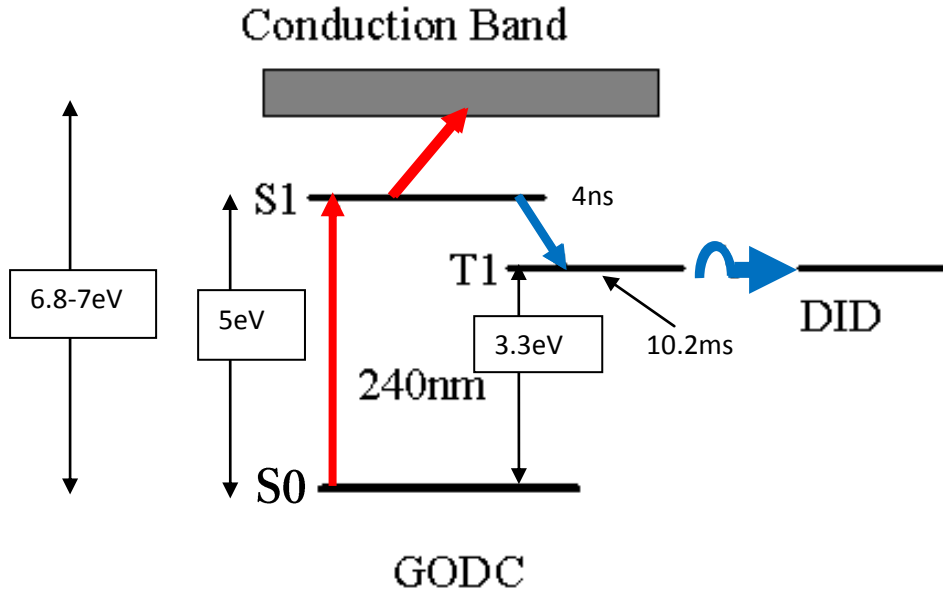 Conduction Band
S1
4ns
T1
6.8-7eV
5eV
3.3eV
10.2ms
DID
240nm
S0
GODC